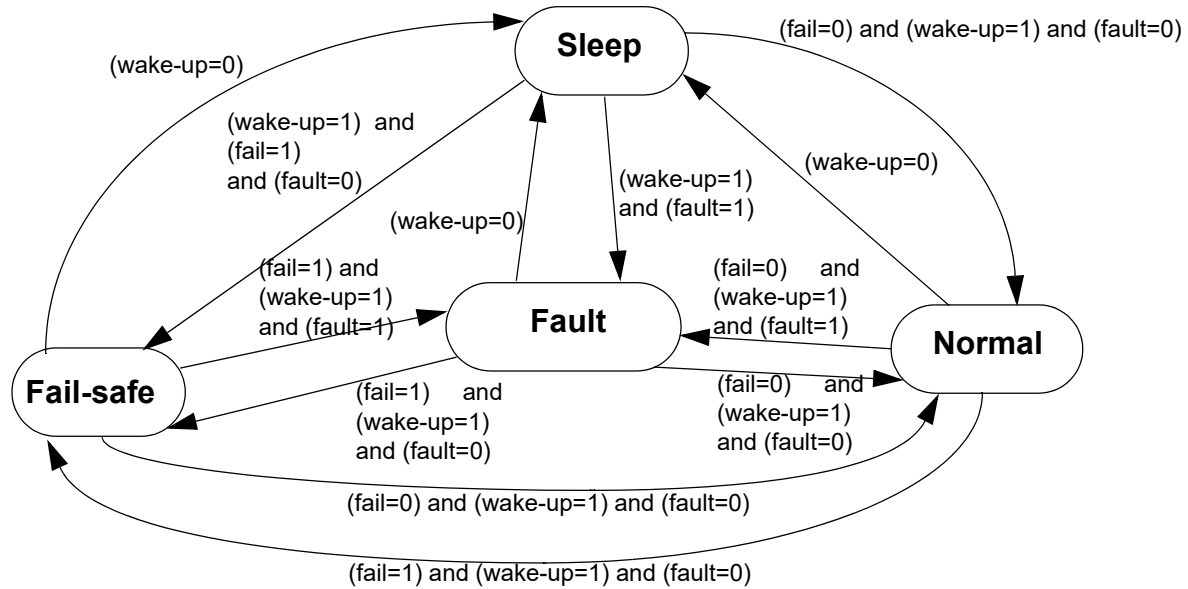 Sleep
(fail=0) and (wake-up=1) and (fault=0)
(wake-up=0)
(wake-up=1) and
(fail=1)
and (fault=0)
(wake-up=0)
(wake-up=1)
and (fault=1)
(wake-up=0)
(fail=1) and
(wake-up=1)
and (fault=1)
Fault
(fail=0) and
(wake-up=1)
and (fault=1)
Normal
Fail-safe
(fail=1) and
(wake-up=1)
and (fault=0)
(fail=0) and
(wake-up=1)
and (fault=0)
(fail=0) and (wake-up=1) and (fault=0)
(fail=1) and (wake-up=1) and (fault=0)